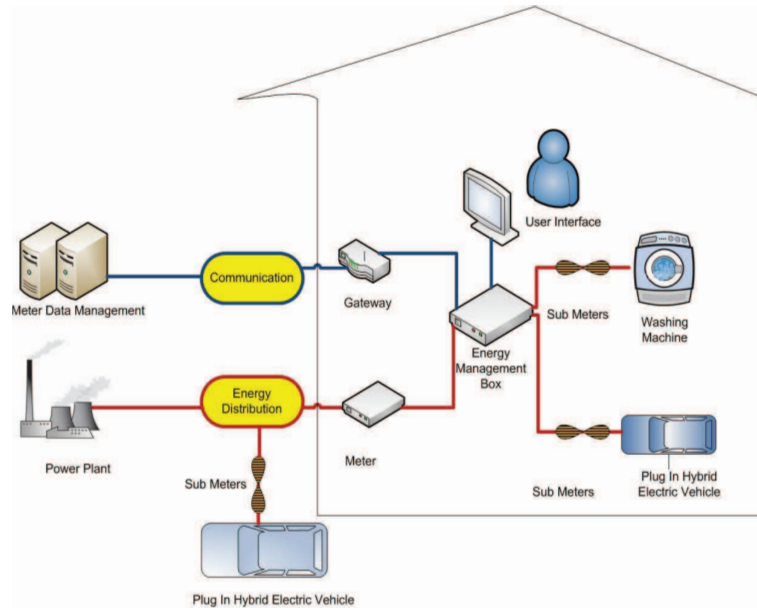 User Interface
Communication
Meter Data Management
Gateway
Sub Meters
Washing
Machine
Energy
Management
Box
Energy
Distribution
Power Plant
Meter
Sub Meters
Sub Meters
Plug In Hybrid
Electric Vehicle
Plug In Hybrid Electric Vehicle